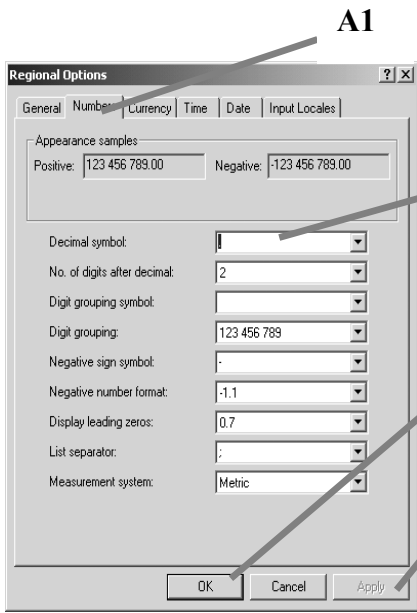 A1
Regional Options
General Numbers Currency Time Date Input Locales
Appearance samples
Positive: 123 456 789.00 Negative: -123 456 789.00
Decimal symbol: .
No. of digits after decimal: 2
Digit grouping symbol:
Digit grouping: 123 456 789
Negative sign symbol: -
Negative number format: -1.1
Display leading zeros: 0.7
List separator: ;
Measurement system: Metric
OK Cancel Apply